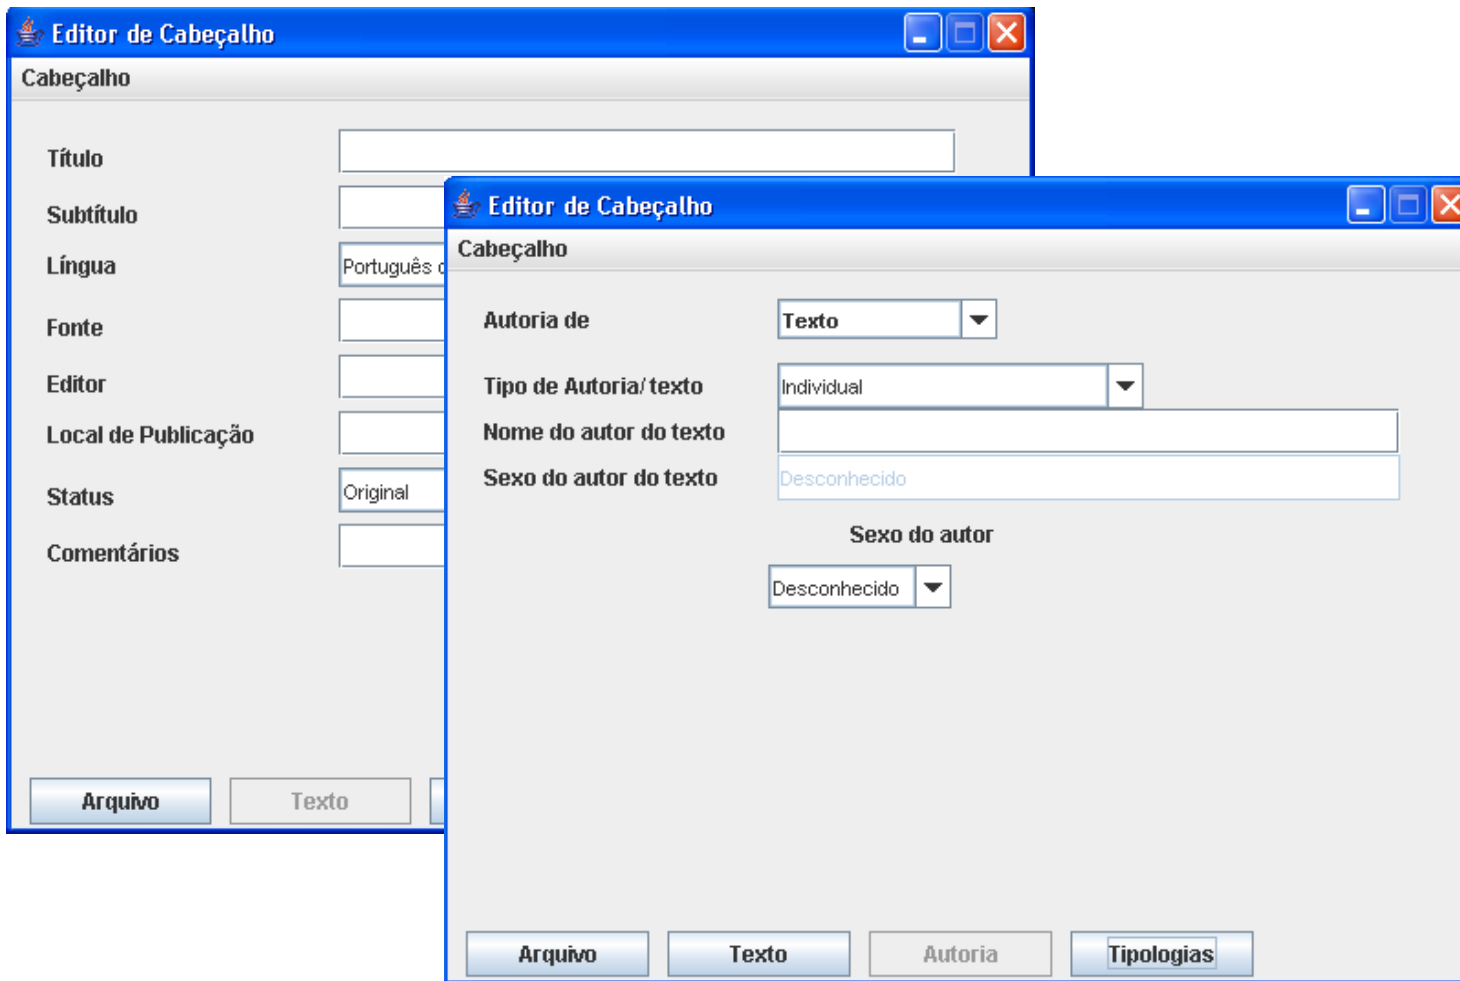 Editor de Cabeçalho
Cabeçalho
Título
Subtítulo
Língua
Português
Fonte
Editor
Local de Publicação
Status
Original
Comentários
Arquivo
Texto
Editor de Cabeçalho
Cabeçalho
Autoria de
Texto
Tipo de Autoria/ texto
Individual
Nome do autor do texto
Sexo do autor do texto
Desconhecido
Sexo do autor
Desconhecido
Arquivo
Texto
Autoria
Tipologias